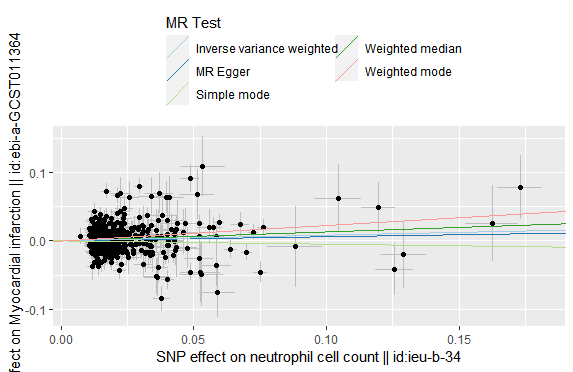 MR Test
Inverse variance weighted
Weighted median
MR Egger
Weighted mode
Simple mode
fect on Myocardial infarction || id:ebi-a-GCST011364
0.1
0.0
-0.1
0.00
0.05
0.10
0.15
SNP effect on neutrophil cell count || id:ieu-b-34